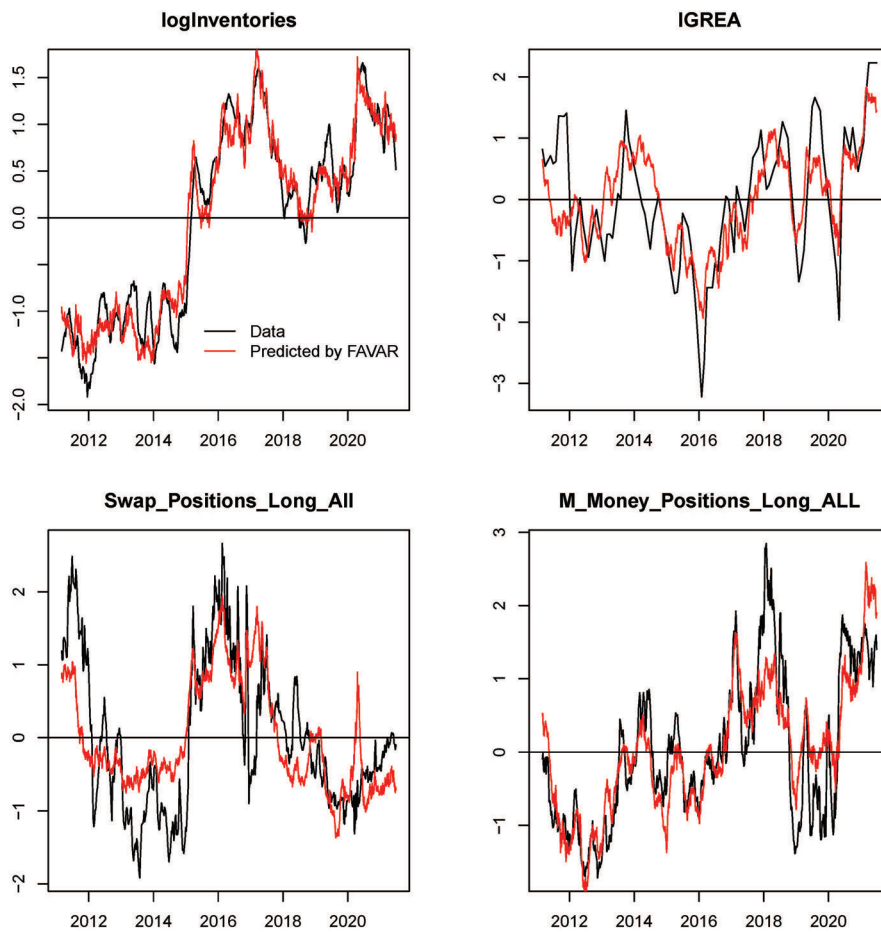 logInventories
1.5
1.0
0.5
0.0
−1.0
−2.0
Data
Predicted by FAVAR
2012 2014 2016 2018 2020
IGREA
2
1
0
−1
−2
−3
2012 2014 2016 2018 2020
Swap_Positions_Long_All
2
1
0
−1
−2
2012 2014 2016 2018 2020
M_Money_Positions_Long_ALL
3
2
1
0
−1
2012 2014 2016 2018 2020